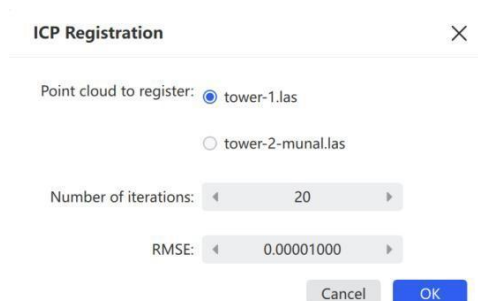 ICP Registration
Point cloud to register: tower-1.las
tower-2-munal.las
Number of iterations: 20
RMSE: 0.00001000
Cancel OK